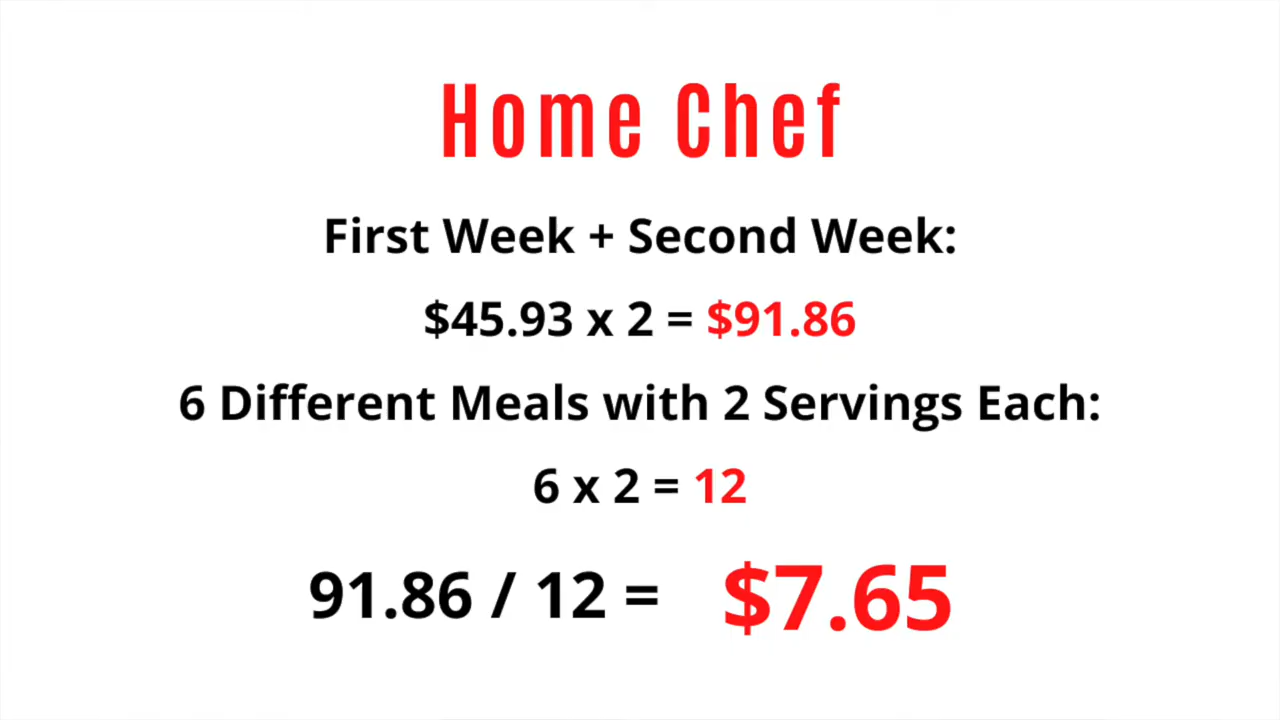 Home Chef
First Week + Second Week:
$45.93 x 2 = $91.86
6 Different Meals with 2 Servings Each:
6 x 2 = 12
91.86 / 12 = $7.65